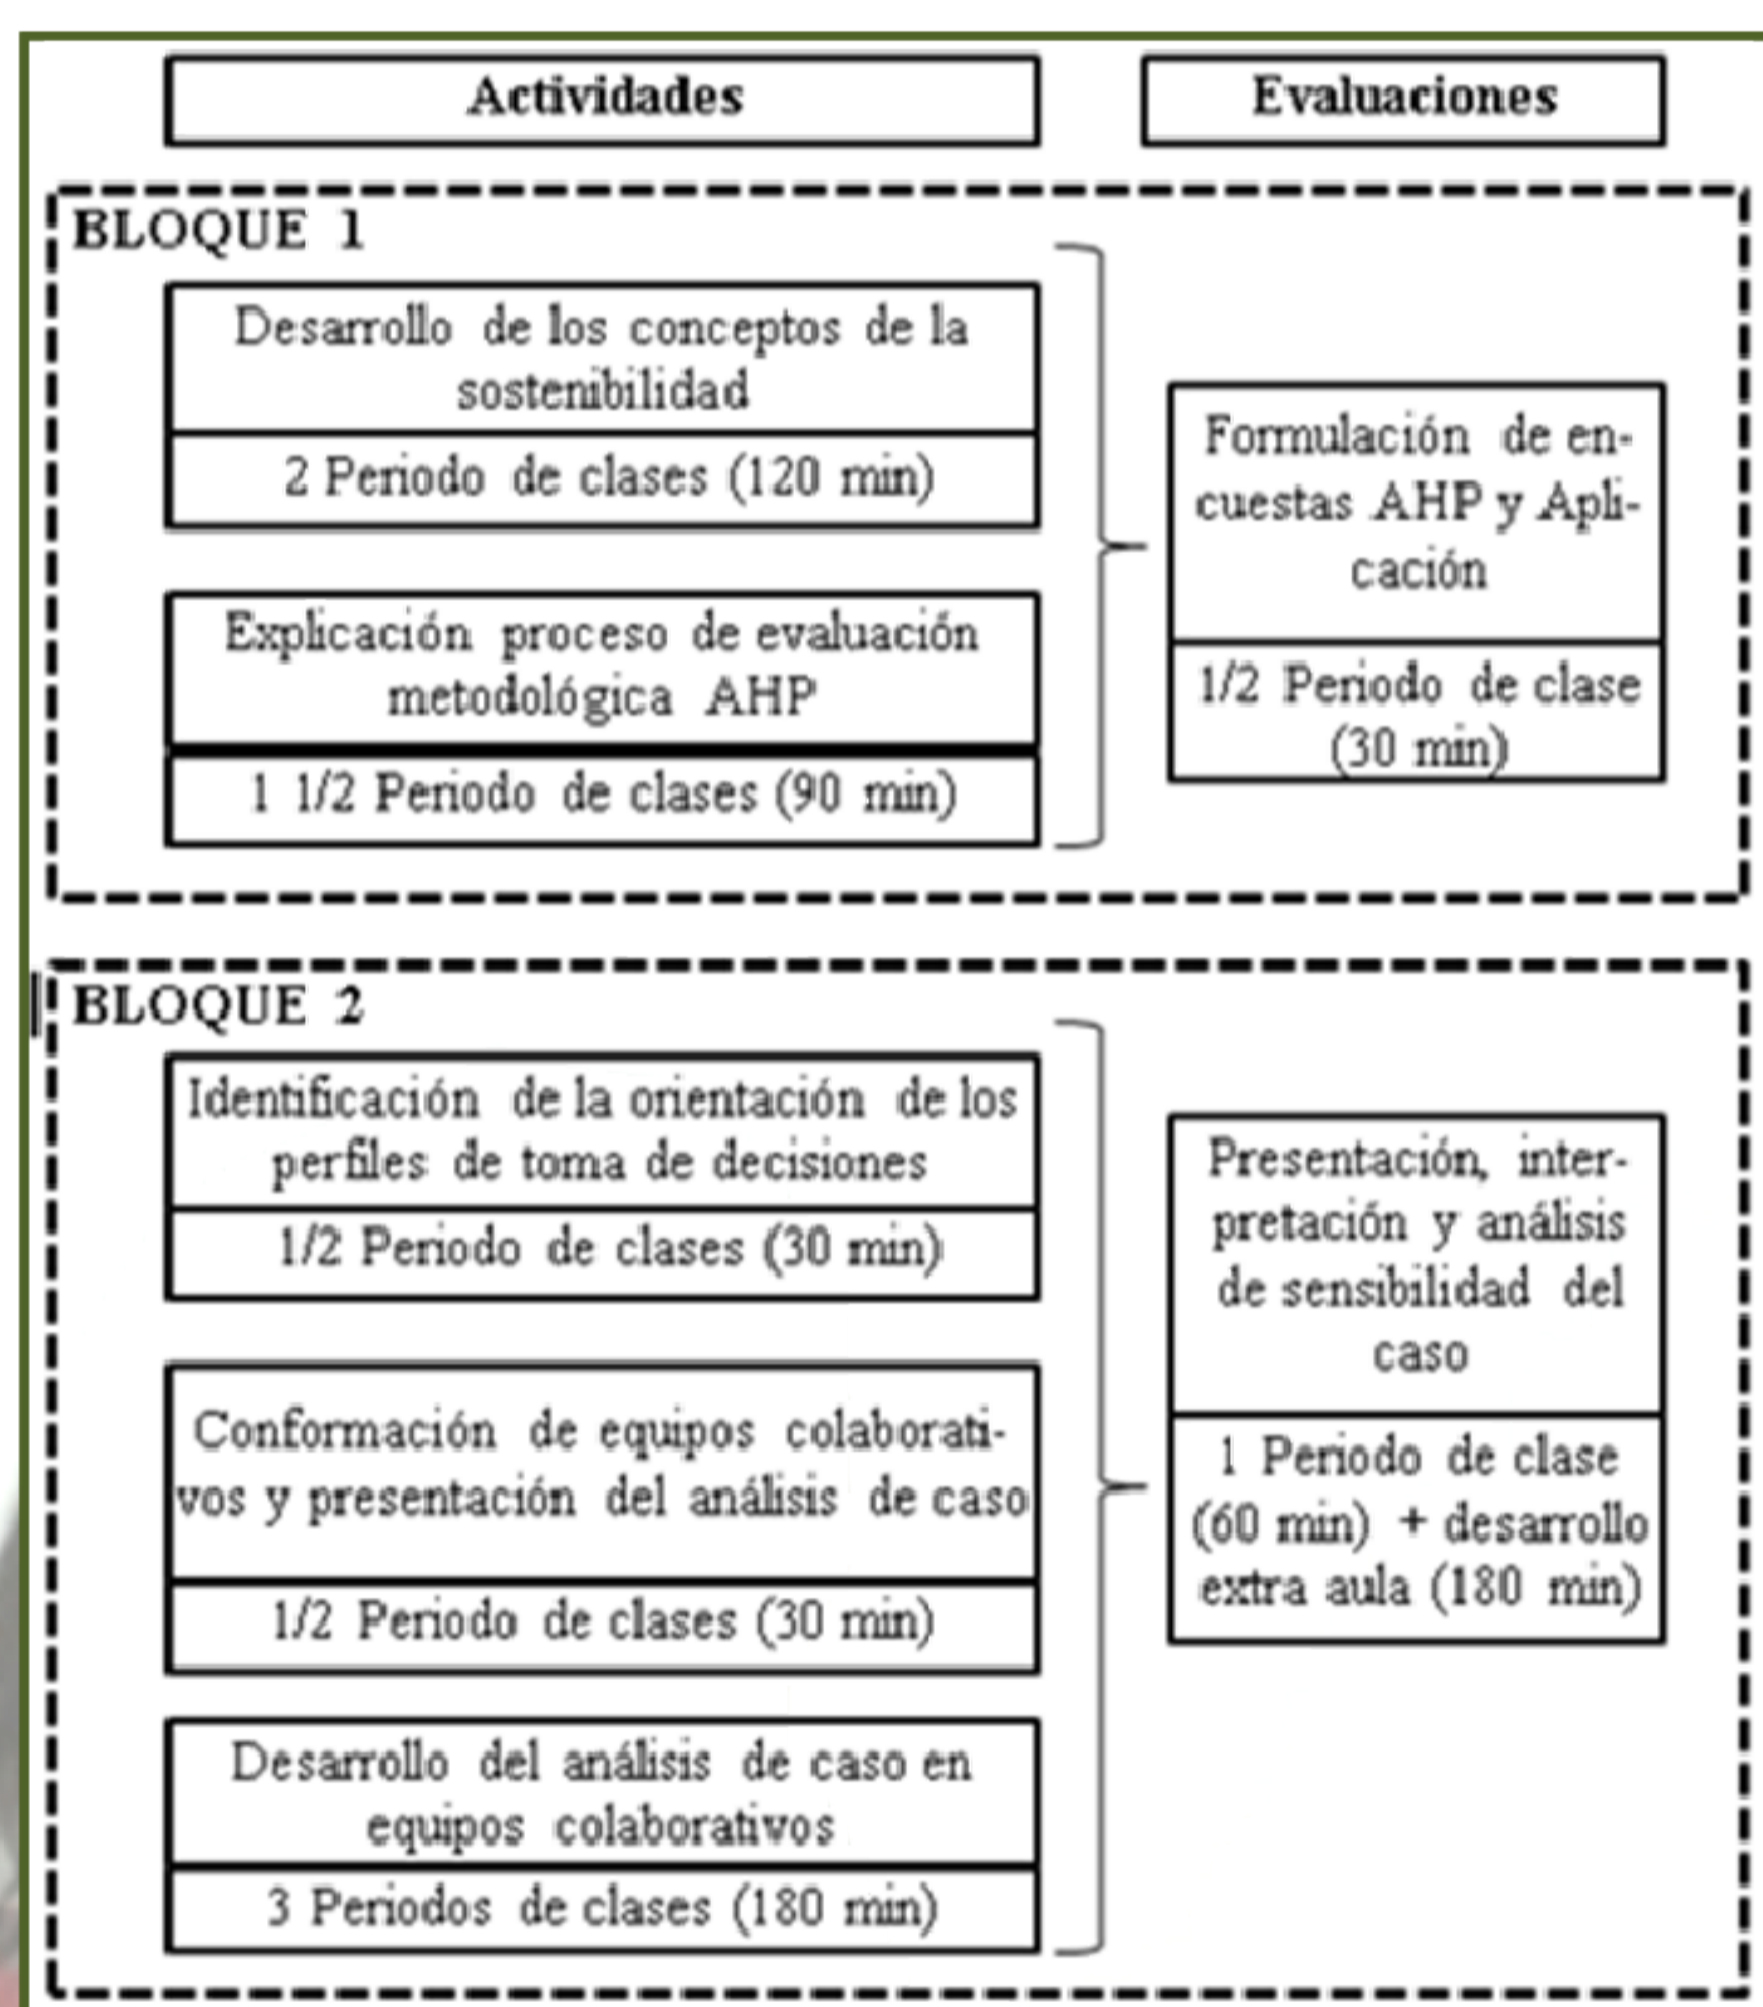 Actividades
Evaluaciones
BLOQUE 1
Desarrollo de los conceptos de la
sostenibilidad
2 Periodo de clases (120 min)
Explicación proceso de evaluación
metodológica AHP
1 1/2 Periodo de clases (90 min)
Formulación de en-
cuestas AHP y Apli-
cación
1/2 Periodo de clase
(30 min)
BLOQUE 2
Identificación de la orientación de los
perfiles de toma de decisiones
1/2 Periodo de clases (30 min)
Conformación de equipos colaborati-
vos y presentación del análisis de caso
1/2 Periodo de clases (30 min)
Desarrollo del análisis de caso en
equipos colaborativos
3 Periodos de clases (180 min)
Presentación, inter-
pretación y análisis
de sensibilidad del
caso
1 Periodo de clase
(60 min) + desarrollo
extra aula (180 min)